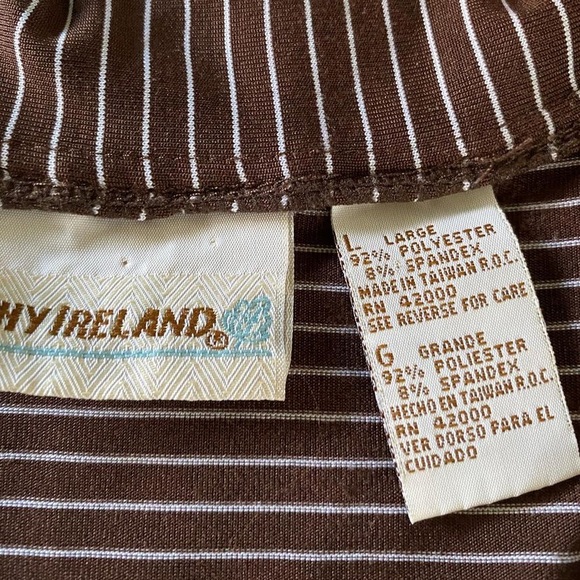 HY IRELAND®
L LARGE
92% POLYESTER
8% SPANDEX
MADE IN TAIWAN R.O.C.
RN 42000
SEE REVERSE FOR CARE
G GRANDE
92% POLIESTER
8% SPANDEX
HECHO EN TAIWAN R.O.C.
RN 42000
VER DORSO PARA EL
CUIDADO